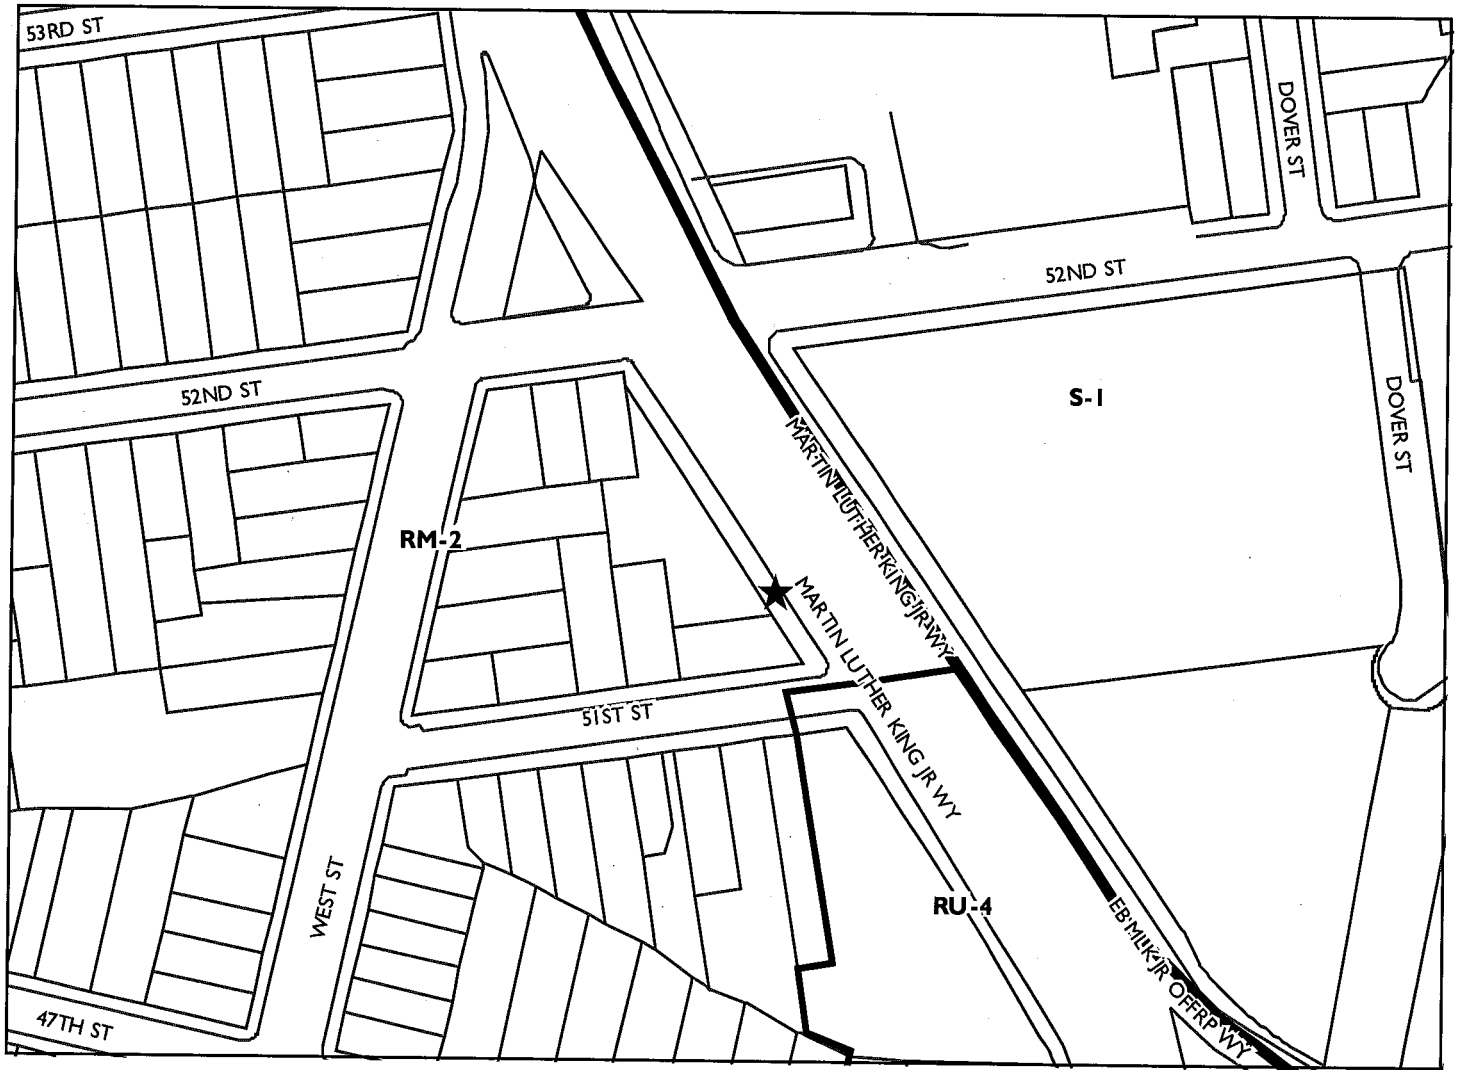 53RD ST
DOVER ST
52ND ST
52ND ST
S-1
DOVER ST
MARTIN LUTHER KING JR WY
RM-2
MARTIN LUTHER KING JR WY
51ST ST
RU-4
WEST ST
EB MLK JR OFFRP WY
47TH ST